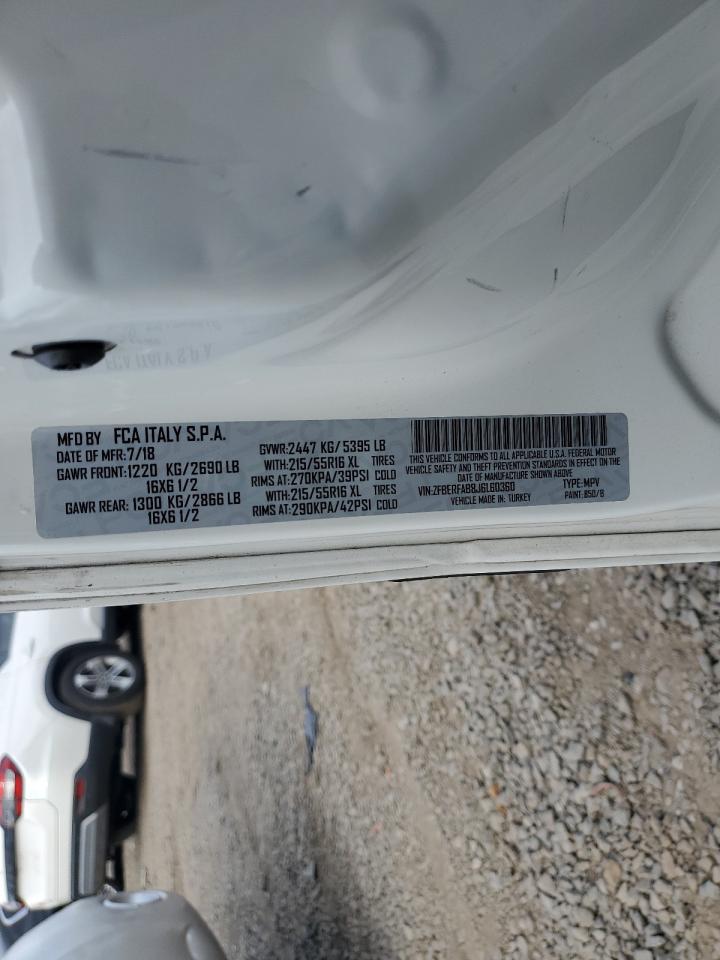 MFD BY FCA ITALY S.P.A.
DATE OF MFR:7/18
GAWR FRONT:1220 KG/2690 LB
16X6 1/2
GAWR REAR:1300 KG/2866 LB
16X6 1/2
GVWR:2447 KG/5395 LB
WITH:215/55R16 XL TIRES
RIMS AT:270KPA/39PSI COLD
WITH:215/55R16 XL TIRES
RIMS AT:290KPA/42PSI COLD
THIS VEHICLE CONFORMS TO ALL APPLICABLE U.S.A. FEDERAL MOTOR
VEHICLE SAFETY AND THEFT PREVENTION STANDARDS IN EFFECT ON THE
DATE OF MANUFACTURE SHOWN ABOVE
VIN:ZFBERFAB8J6L60360 TYPE:MPV
VEHICLE MADE IN: TURKEY PAINT:850/B